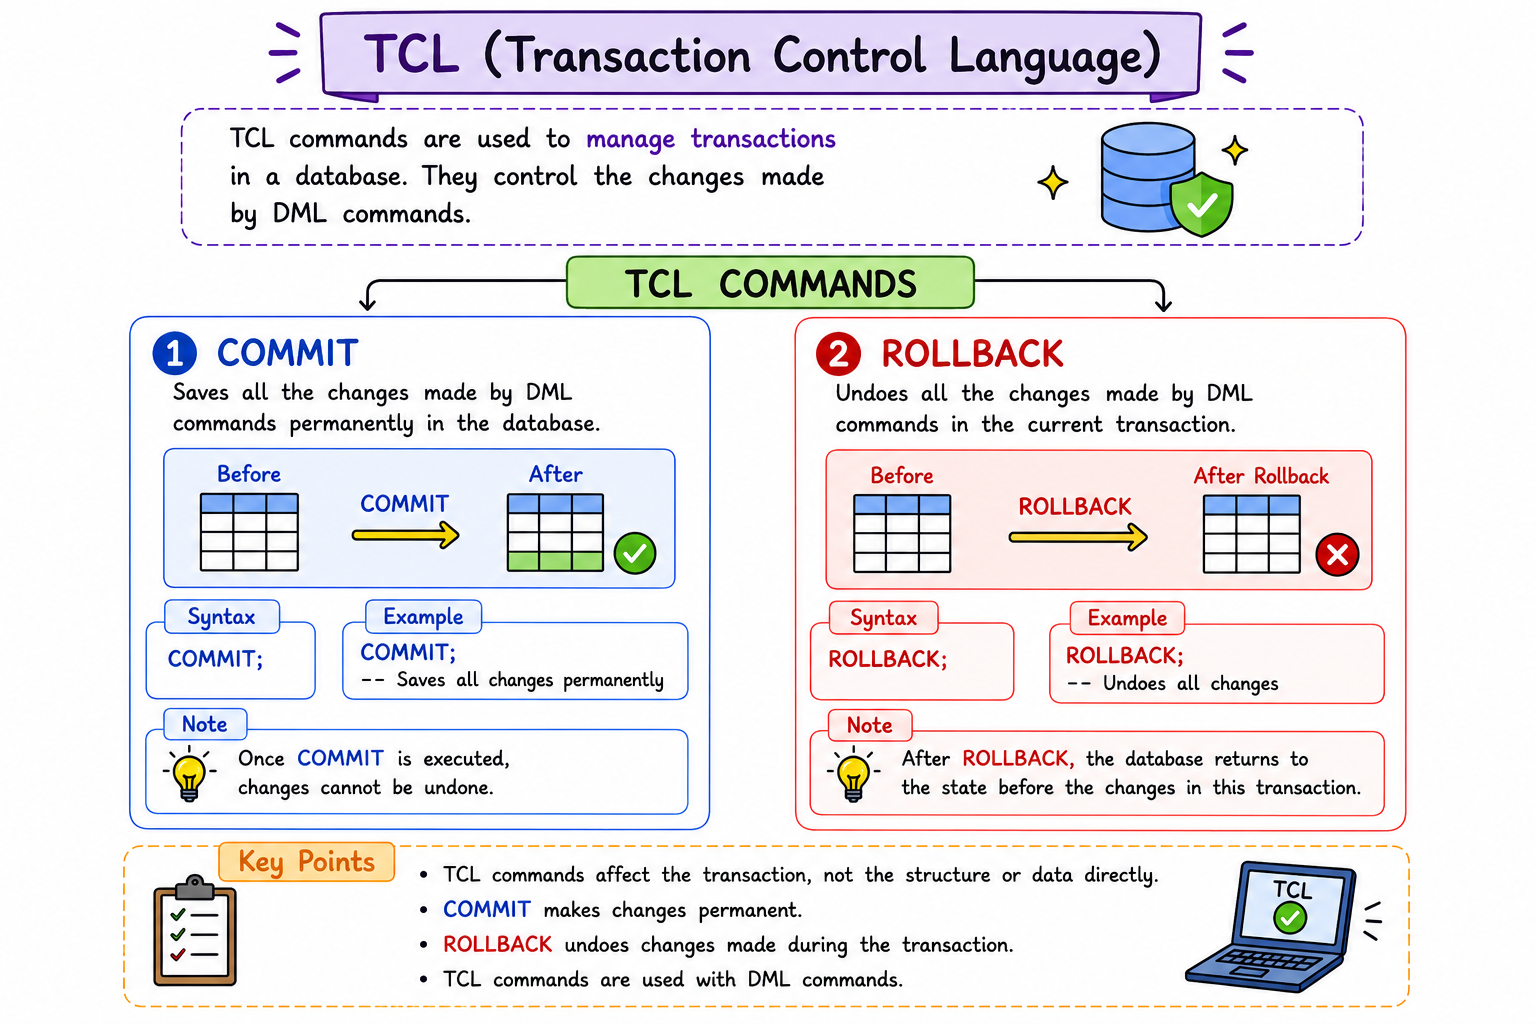 TCL (Transaction Control Language)
TCL commands are used to manage transactions
in a database. They control the changes made
by DML commands.
TCL COMMANDS
1 COMMIT
Saves all the changes made by DML
commands permanently in the database.
Before
COMMIT
After
Syntax
COMMIT;
Example
COMMIT;
-- Saves all changes permanently
Note
Once COMMIT is executed,
changes cannot be undone.
2 ROLLBACK
Undoes all the changes made by DML
commands in the current transaction.
Before
ROLLBACK
After Rollback
Syntax
ROLLBACK;
Example
ROLLBACK;
-- Undoes all changes
Note
After ROLLBACK, the database returns to
the state before the changes in this transaction.
Key Points
• TCL commands affect the transaction, not the structure or data directly.
• COMMIT makes changes permanent.
• ROLLBACK undoes changes made during the transaction.
• TCL commands are used with DML commands.
TCL